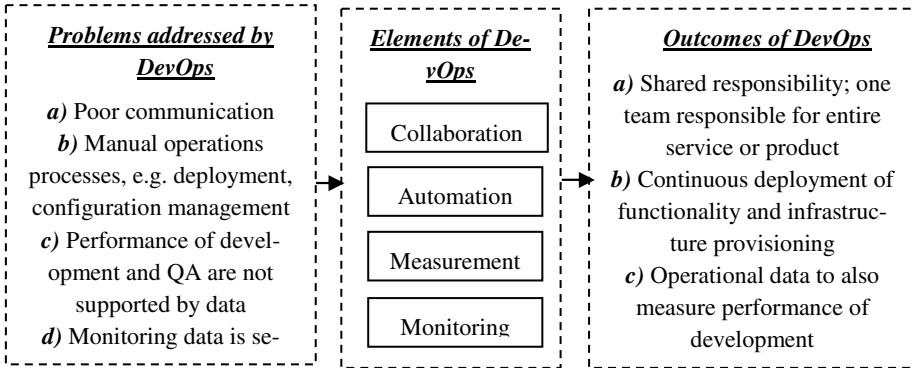 Problems addressed by
DevOps
a) Poor communication
b) Manual operations
processes, e.g. deployment,
configuration management
c) Performance of devel-
opment and QA are not
supported by data
d) Monitoring data is se-
Elements of De-
vOps
Collaboration
Automation
Measurement
Monitoring
Outcomes of DevOps
a) Shared responsibility; one
team responsible for entire
service or product
b) Continuous deployment of
functionality and infrastruc-
ture provisioning
c) Operational data to also
measure performance of
development